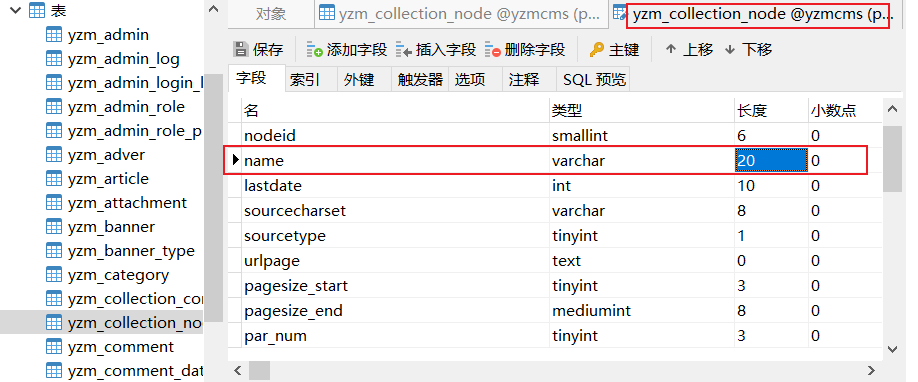 表
yzm_admin
yzm_admin_log
yzm_admin_login_l
yzm_admin_role
yzm_admin_role_p
yzm_adver
yzm_article
yzm_attachment
yzm_banner
yzm_banner_type
yzm_category
yzm_collection_con
yzm_collection_no
yzm_comment
yzm_comment_dat
对象 yzm_collection_node @yzmcms (p... yzm_collection_node @yzmcms (p...
保存 添加字段 插入字段 删除字段 主键 上移 下移
字段 索引 外键 触发器 选项 注释 SQL 预览
名 类型 长度 小数点
nodeid smallint 6 0
name varchar 20 0
lastdate int 10 0
sourcecharset varchar 8 0
sourcetype tinyint 1 0
urlpage text 0 0
pagesize_start tinyint 3 0
pagesize_end mediumint 8 0
par_num tinyint 3 0